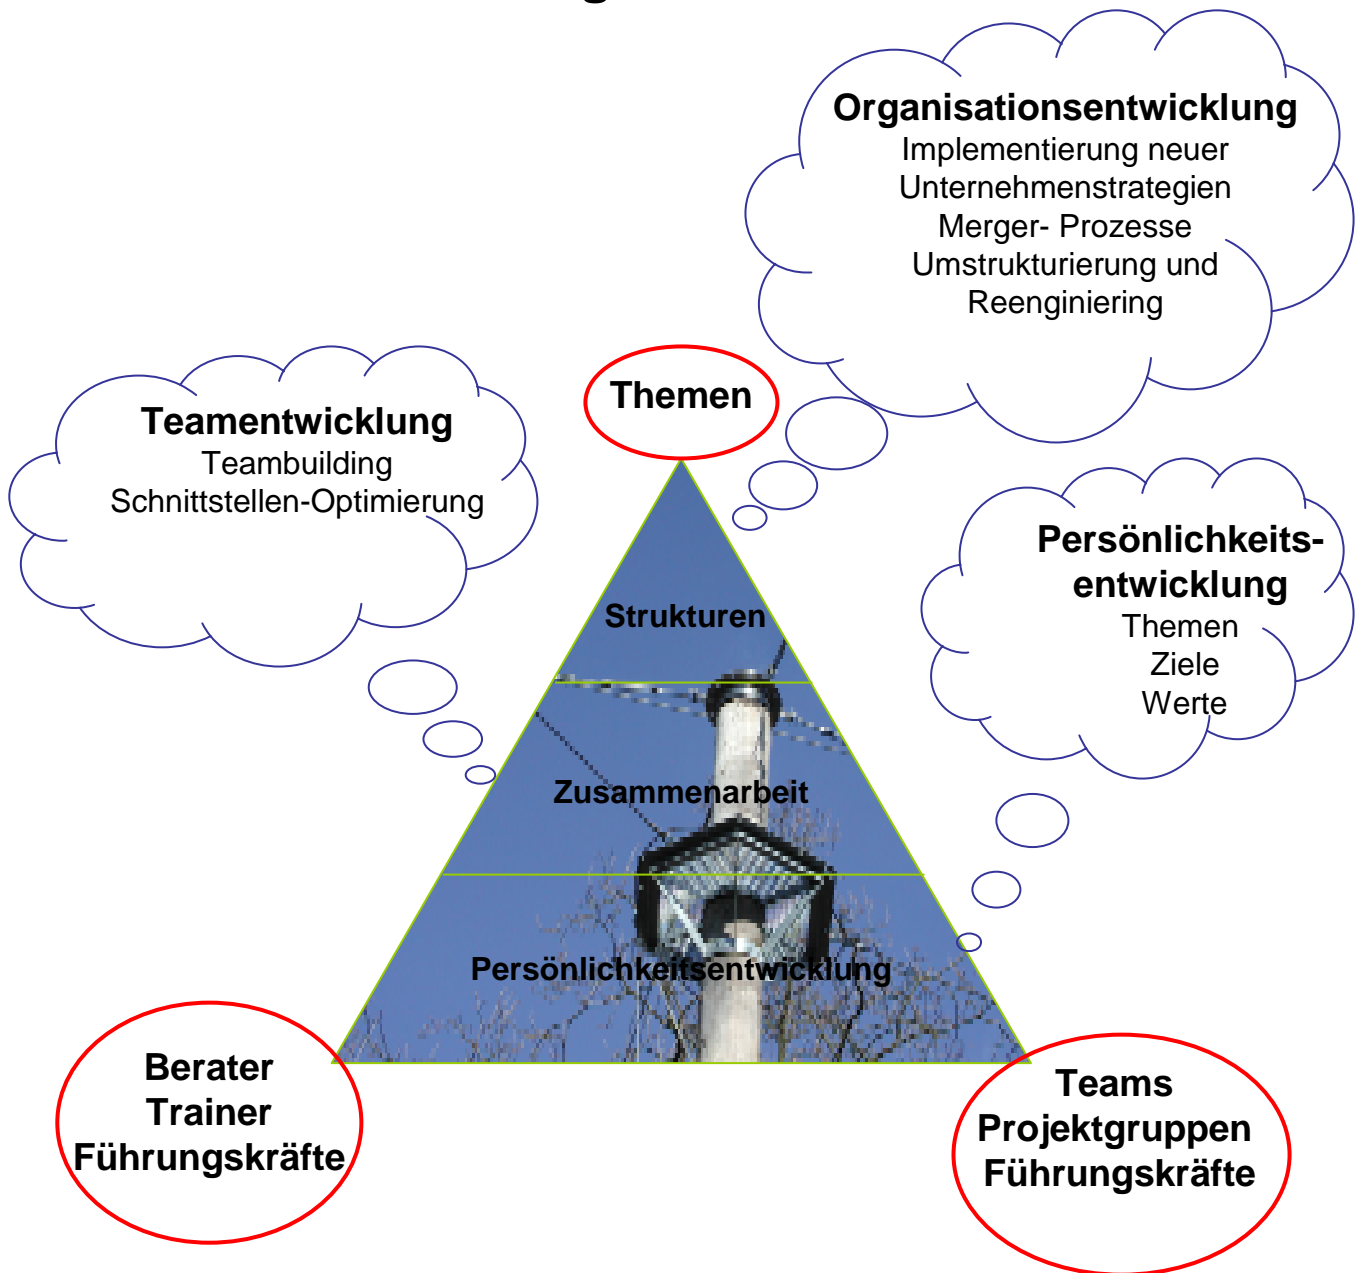 Organisationsentwicklung
Implementierung neuer
Unternehmenstrategien
Merger- Prozesse
Umstrukturierung und
Reenginiering
Themen
Teamentwicklung
Teambuilding
Schnittstellen-Optimierung
Persönlichkeits-
entwicklung
Themen
Ziele
Werte
Strukturen
Zusammenarbeit
Persönlichkeitsentwicklung
Berater
Trainer
Führungskräfte
Teams
Projektgruppen
Führungskräfte